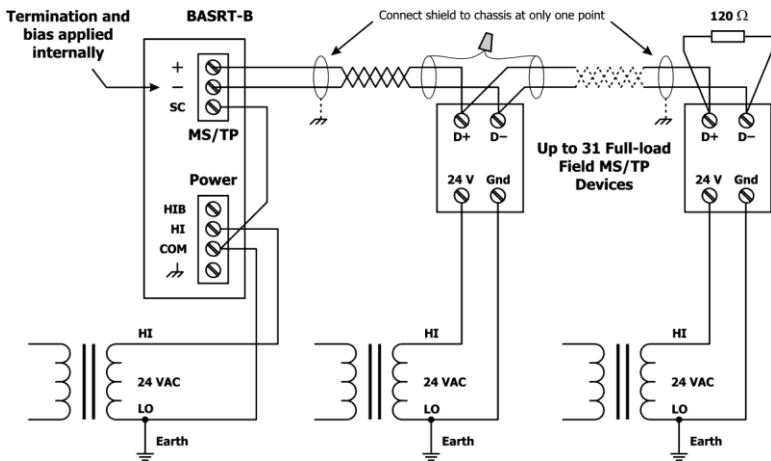 Termination and
bias applied
internally
BASRT-B
Connect shield to chassis at only one point
120 Ω
+
−
SC
MS/TP
D+ D−
Up to 31 Full-load
Field MS/TP
Devices
D+ D−
Power
24 V Gnd
24 V Gnd
HIB
HI
COM
HI
24 VAC
LO
Earth
HI
24 VAC
LO
Earth
HI
24 VAC
LO
Earth